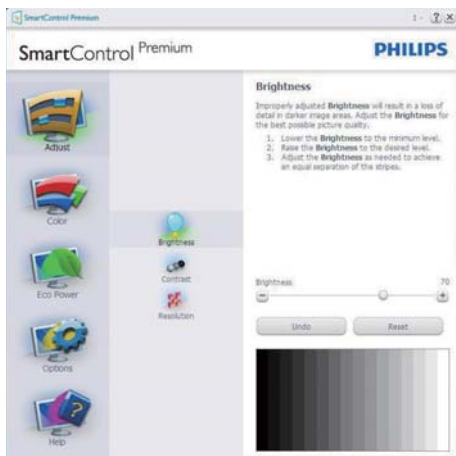 SmartControl Premium
SmartControl Premium
PHILIPS
Adjust
Color
Eco Power
Options
Help
Brightness
Contrast
Resolution
Brightness
Improperly adjusted Brightness will result in a loss of
detail in darker image areas. Adjust the Brightness for
the best possible picture quality.
1. Lower the Brightness to the minimum level.
2. Raise the Brightness to the desired level.
3. Adjust the Brightness as needed to achieve
an equal separation of the stripes.
Brightness 70
Undo Reset